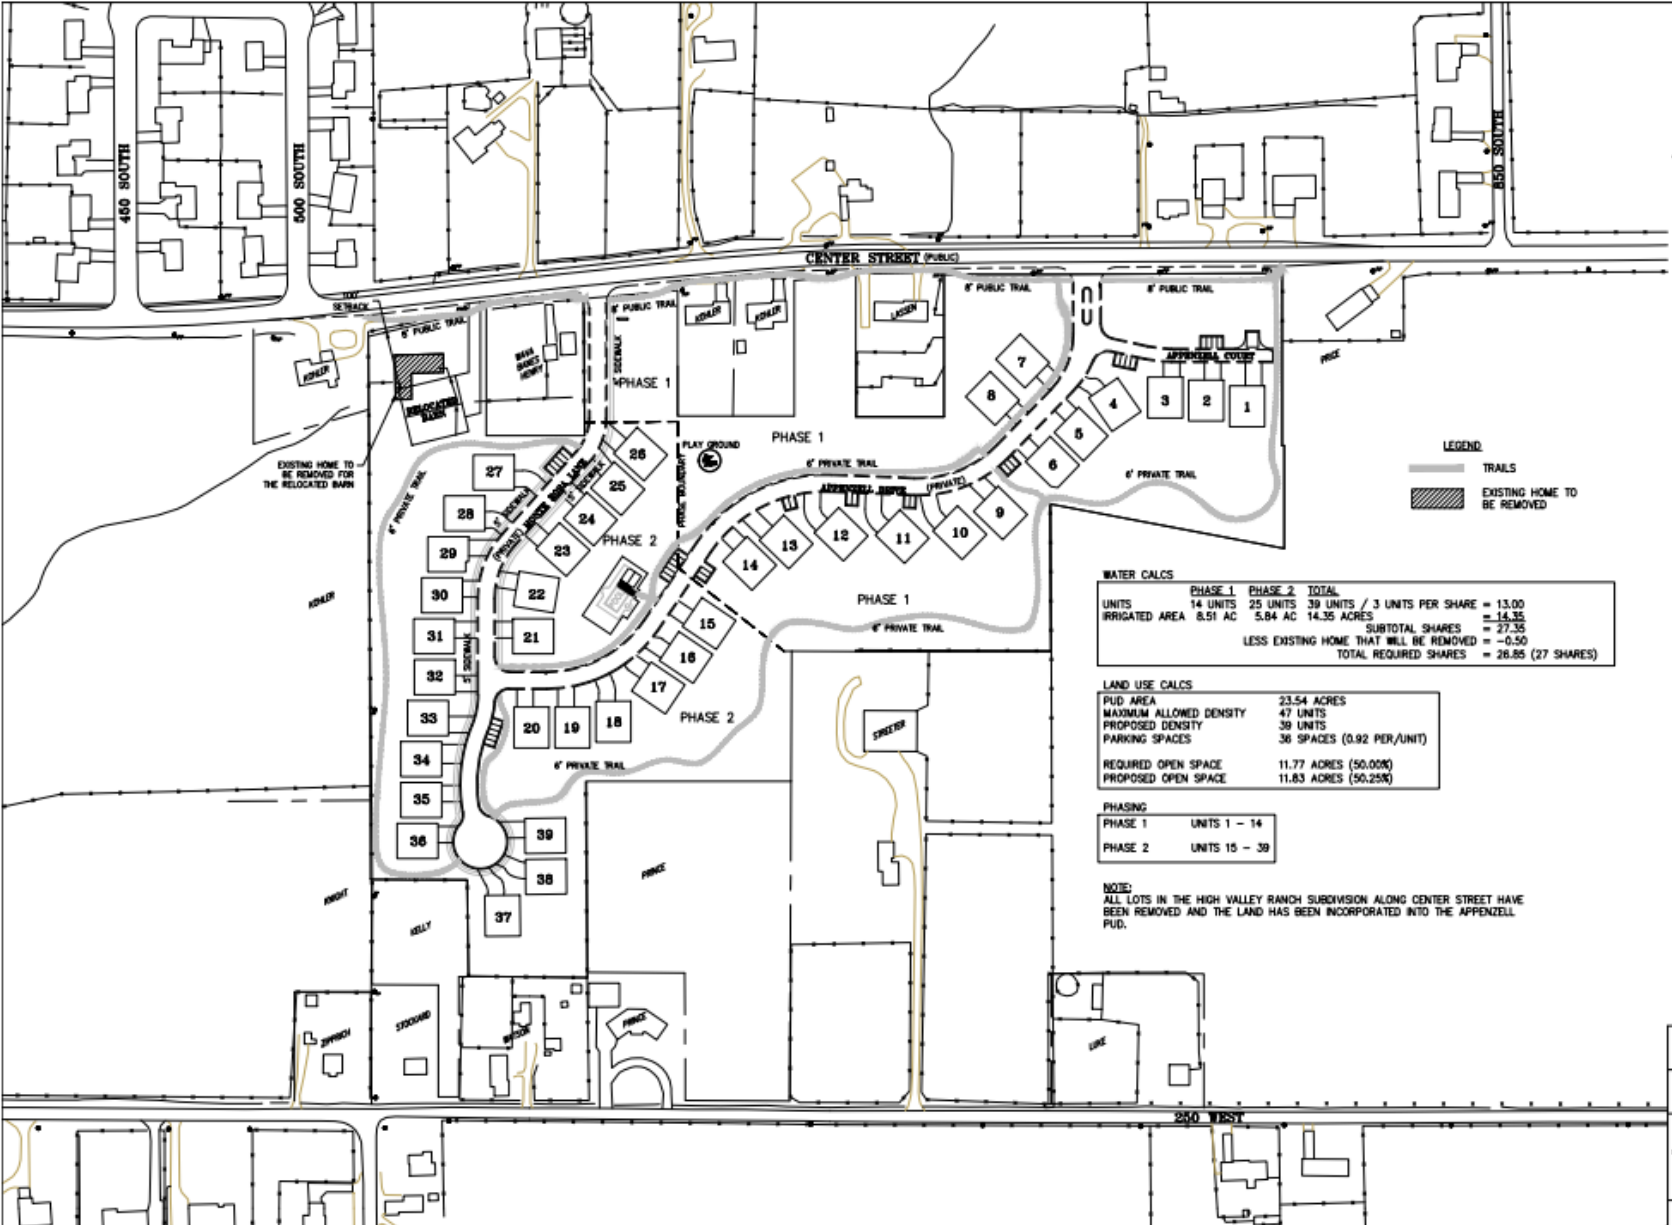 450 SOUTH
500 SOUTH
850 SOUTH
CENTER STREET (PUBLIC)
100'
SETBACK
8' PUBLIC TRAIL
8' PUBLIC TRAIL
8' PUBLIC TRAIL
8' PUBLIC TRAIL
KOHLER
KOHLER
KOHLER
LASSEN
HENRY
5' SIDEWALK
PHASE 1
RELOCATED
BARN
EXISTING HOME TO
BE REMOVED FOR
THE RELOCATED BARN
APPENZELL COURT
PRICE
7
8
4
3
2
1
5
6
PHASE 1
PLAY GROUND
PHASE BOUNDARY
6' PRIVATE TRAIL
6' PRIVATE TRAIL
6' PRIVATE TRAIL
APPENZELL DRIVE (PRIVATE)
LEGEND
TRAILS
EXISTING HOME TO
BE REMOVED
26
27
25
28
24
29
23
PHASE 2
5' SIDEWALK
5' SIDEWALK
(PRIVATE)
LANE
9
10
11
12
13
14
30
22
31
21
KOHLER
5' SIDEWALK
PHASE 1
6' PRIVATE TRAIL
15
16
17
32
33
20
19
18
PHASE 2
34
35
36
6' PRIVATE TRAIL
39
38
37
STREETER
WATER CALCS
PHASE 1 PHASE 2 TOTAL
UNITS 14 UNITS 25 UNITS 39 UNITS / 3 UNITS PER SHARE = 13.00
IRRIGATED AREA 8.51 AC 5.84 AC 14.35 ACRES = 14.35
SUBTOTAL SHARES = 27.35
LESS EXISTING HOME THAT WILL BE REMOVED = -0.50
TOTAL REQUIRED SHARES = 26.85 (27 SHARES)
LAND USE CALCS
PUD AREA 23.54 ACRES
MAXIMUM ALLOWED DENSITY 47 UNITS
PROPOSED DENSITY 39 UNITS
PARKING SPACES 36 SPACES (0.92 PER/UNIT)
REQUIRED OPEN SPACE 11.77 ACRES (50.00%)
PROPOSED OPEN SPACE 11.83 ACRES (50.25%)
PHASING
PHASE 1 UNITS 1 - 14
PHASE 2 UNITS 15 - 39
NOTE:
ALL LOTS IN THE HIGH VALLEY RANCH SUBDIVISION ALONG CENTER STREET HAVE
BEEN REMOVED AND THE LAND HAS BEEN INCORPORATED INTO THE APPENZELL
PUD.
PRINCE
KNIGHT
KELLY
ZIPPRICH
STOCKARD
PRINCE
LUKE
250 WEST